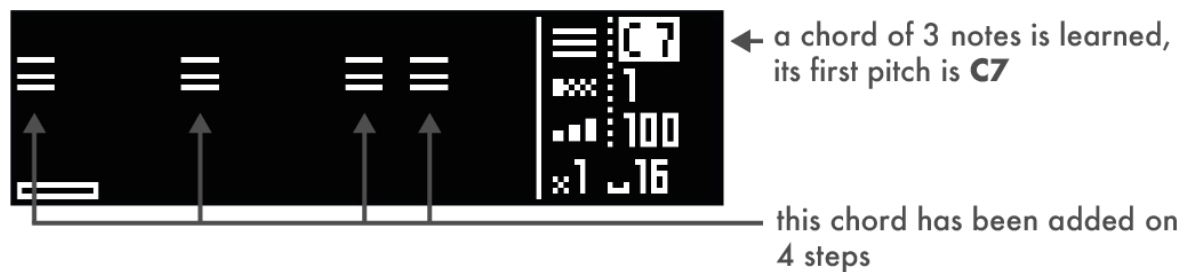 C 7
a chord of 3 notes is learned,
its first pitch is C7
1
100
x1 16
this chord has been added on
4 steps